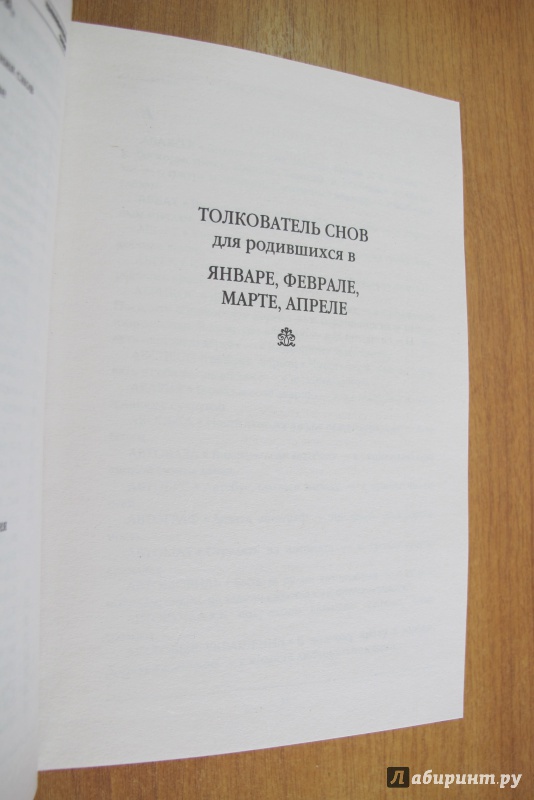 ТОЛКОВАТЕЛЬ СНОВ
для родившихся в
ЯНВАРЕ, ФЕВРАЛЕ,
МАРТЕ, АПРЕЛЕ
Лабиринт.ру